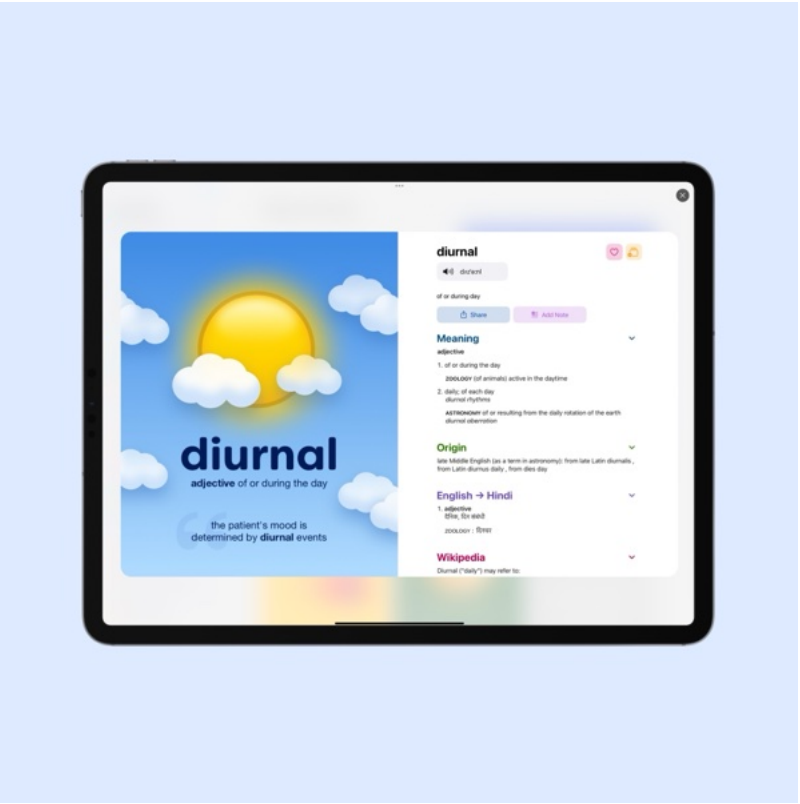 diurnal
adjective of or during the day
the patient's mood is
determined by diurnal events
diurnal
of or during day
Share
Add Note
Meaning
adjective
1. of or during the day
ZOOLOGY (of animals) active in the daytime
2. daily; of each day
diurnal rhythms
ASTRONOMY of or resulting from the daily rotation of the earth
diurnal aberration
Origin
late Middle English (as a term in astronomy): from late Latin diurnalis ,
from Latin diurnus daily , from dies day
English → Hindi
1. adjective
दैनिक, दिन संबंधी
ZOOLOGY :
Wikipedia
Diurnal ("daily") may refer to: